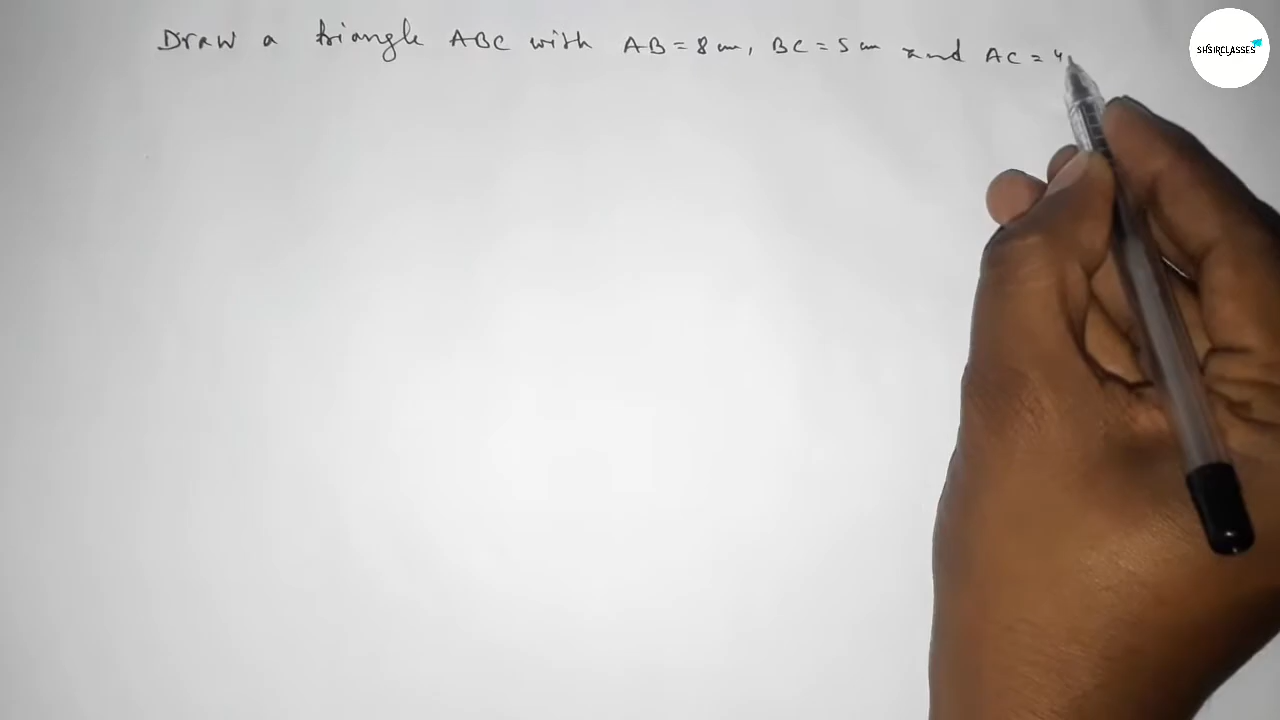 Draw a triangle ABC with AB = 8 cm, BC = 5 cm and AC = 4
SHSIRCLASSES